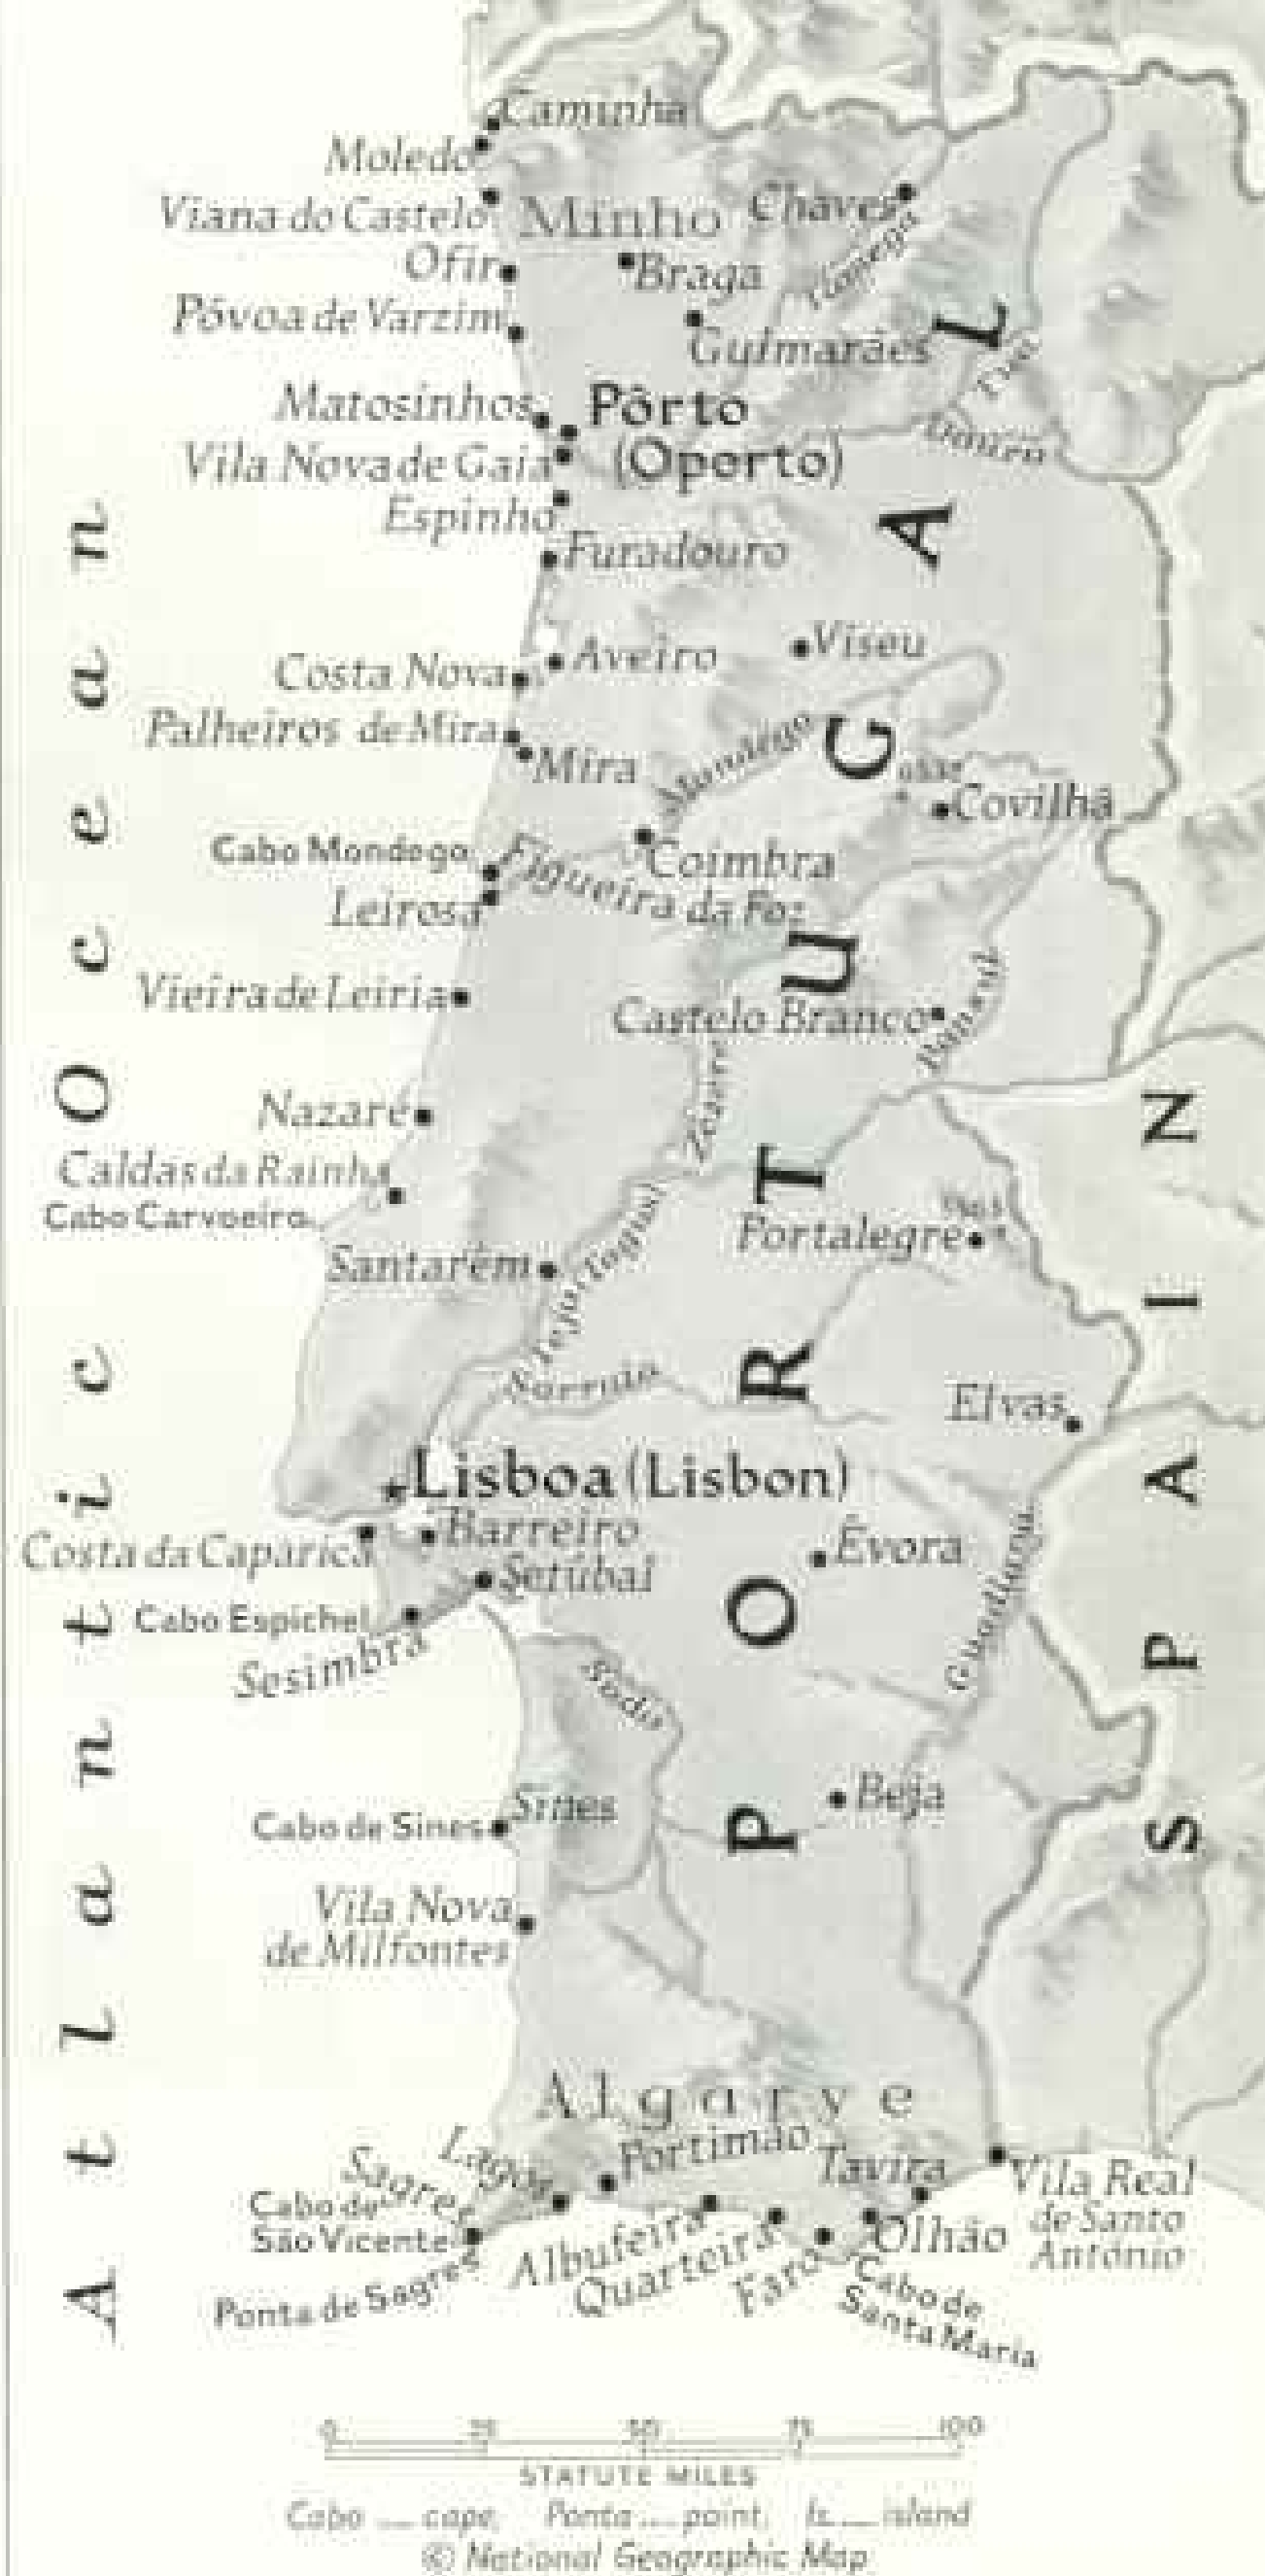 Caminha
Moledo
Viana do Castelo
Minho
Chaves
Ofir
Braga
Tâmega
Póvoa de Varzim
Guimarães
Matosinhos
Pôrto
(Oporto)
Vila Nova de Gaia
Douro
Espinho
Furadouro
Viseu
Aveiro
Costa Nova
Palheiros de Mira
Mira
Mondego
Covilhã
Cabo Mondego
Figueira da Foz
Coimbra
Leirosa
Vieira de Leiria
Castelo Branco
Ponsul
Zêzere
Nazaré
Caldas da Rainha
Cabo Carvoeiro
Portalegre
Santarém
Tejo (Tagus)
Sorraia
Elvas
Lisboa (Lisbon)
Costa da Caparica
Barreiro
Évora
Setúbal
Cabo Espichel
Sesimbra
Guadiana
Sado
Beja
Sines
Cabo de Sines
Vila Nova
de Milfontes
Algarve
Lagos
Sagres
Portimão
Tavira
Cabo de
São Vicente
Ponta de Sagres
Albufeira
Quarteira
Faro
Olhão
Cabo de
Santa Maria
Vila Real
de Santo
António
Atlantic Ocean
PORTUGAL
SPAIN
0 25 50 75 100
STATUTE MILES
Cabo ... cape, Ponta ... point, Is. ... island
© National Geographic Map